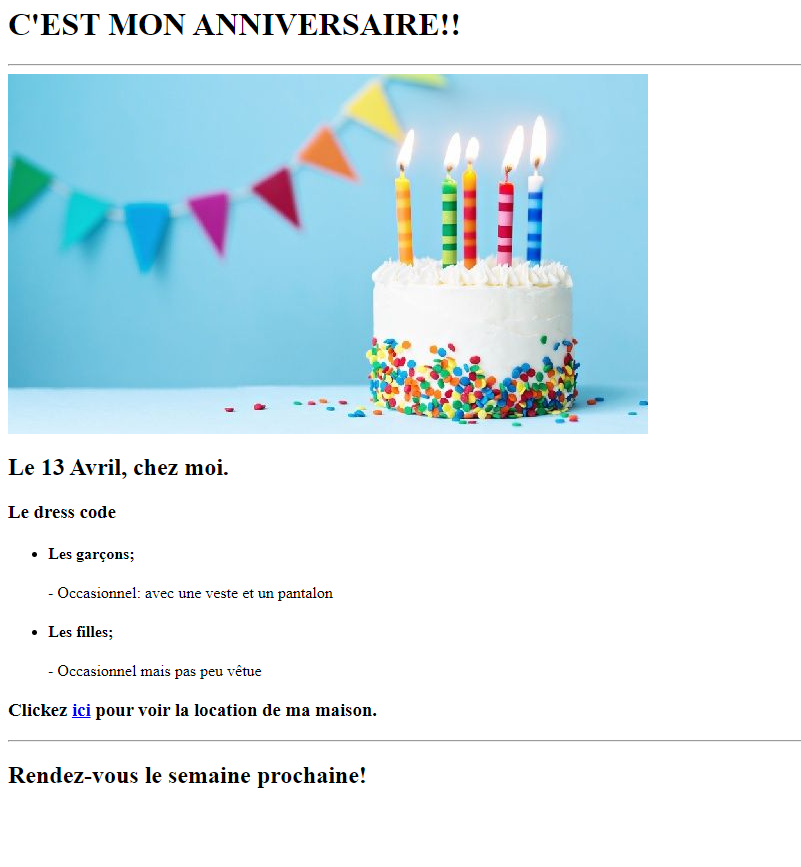 C'EST MON ANNIVERSAIRE!!
Le 13 Avril, chez moi.
Le dress code
• Les garçons;
- Occasionnel: avec une veste et un pantalon
• Les filles;
- Occasionnel mais pas peu vêtue
Clickez ici pour voir la location de ma maison.
Rendez-vous le semaine prochaine!